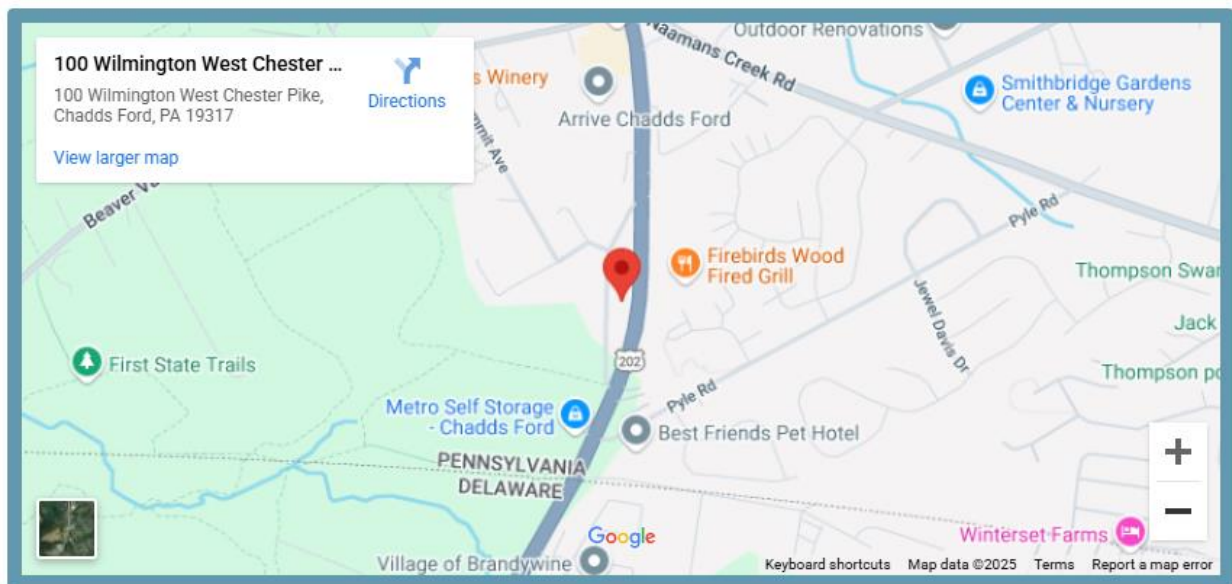 100 Wilmington West Chester ...
100 Wilmington West Chester Pike,
Chadds Ford, PA 19317
Directions
View larger map
Outdoor Renovations
Naamans Creek Rd
s Winery
Arrive Chadds Ford
Smithbridge Gardens
Center & Nursery
mmit Ave
Beaver Va
Pyle Rd
Firebirds Wood
Fired Grill
Thompson Swan
Jewel Davis Dr
Jack
202
First State Trails
Thompson po
Pyle Rd
Metro Self Storage
- Chadds Ford
Best Friends Pet Hotel
PENNSYLVANIA
DELAWARE
Google
Winterset Farms
Village of Brandywine
Keyboard shortcuts
Map data ©2025
Terms
Report a map error